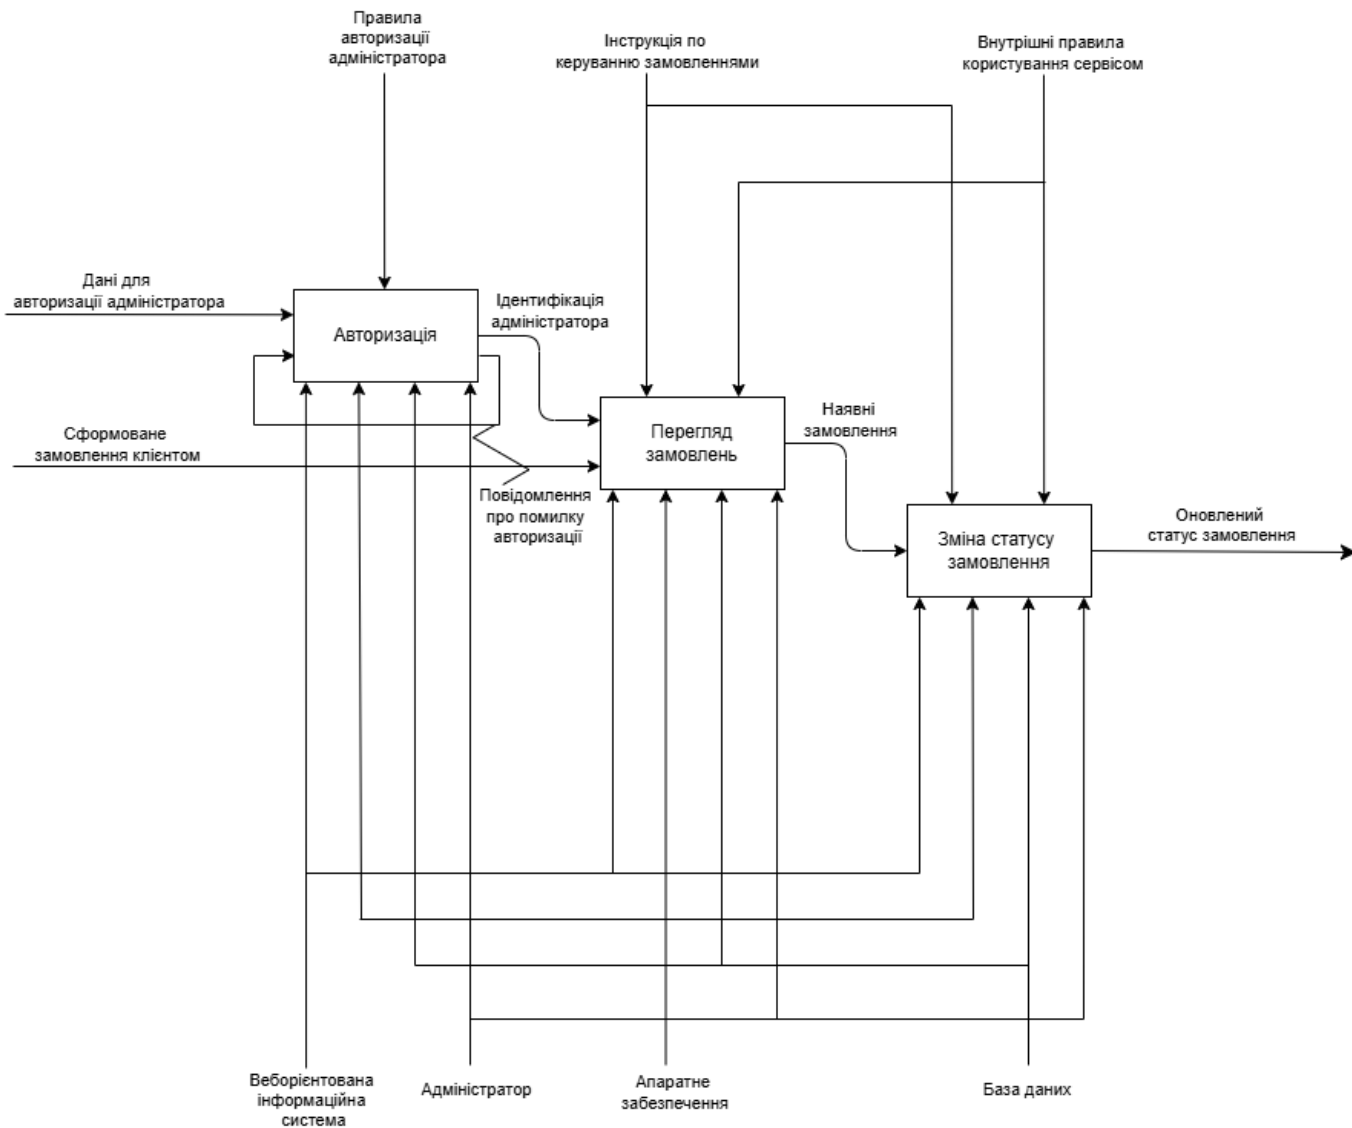 Правила
авторизації
адміністратора
Інструкція по
керуванню замовленнями
Внутрішні правила
користування сервісом
Дані для
авторизації адміністратора
Авторизація
Ідентифікація
адміністратора
Сформоване
замовлення клієнтом
Перегляд
замовлень
Наявні
замовлення
Повідомлення
про помилку
авторизації
Зміна статусу
замовлення
Оновлений
статус замовлення
Веборієнтована
інформаційна
система
Адміністратор
Апаратне
забезпечення
База даних